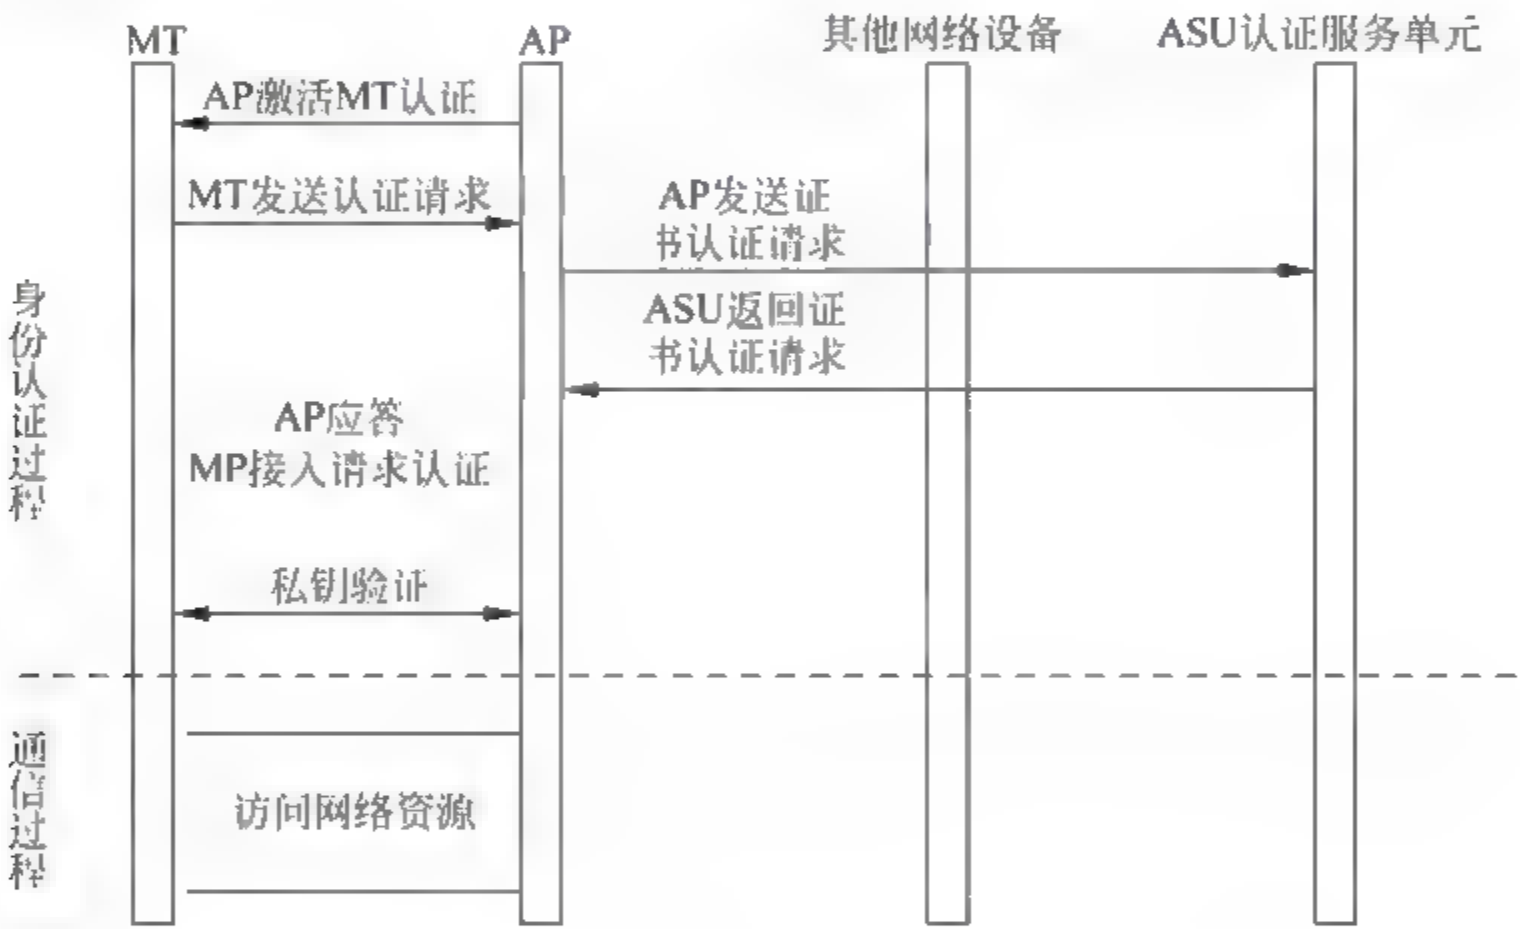 MT
AP
其他网络设备
ASU认证服务单元
AP激活MT认证
MT发送认证请求
AP发送证
书认证请求
ASU返回证
书认证请求
AP应答
MP接入请求认证
私钥验证
身份认证过程
访问网络资源
通信过程